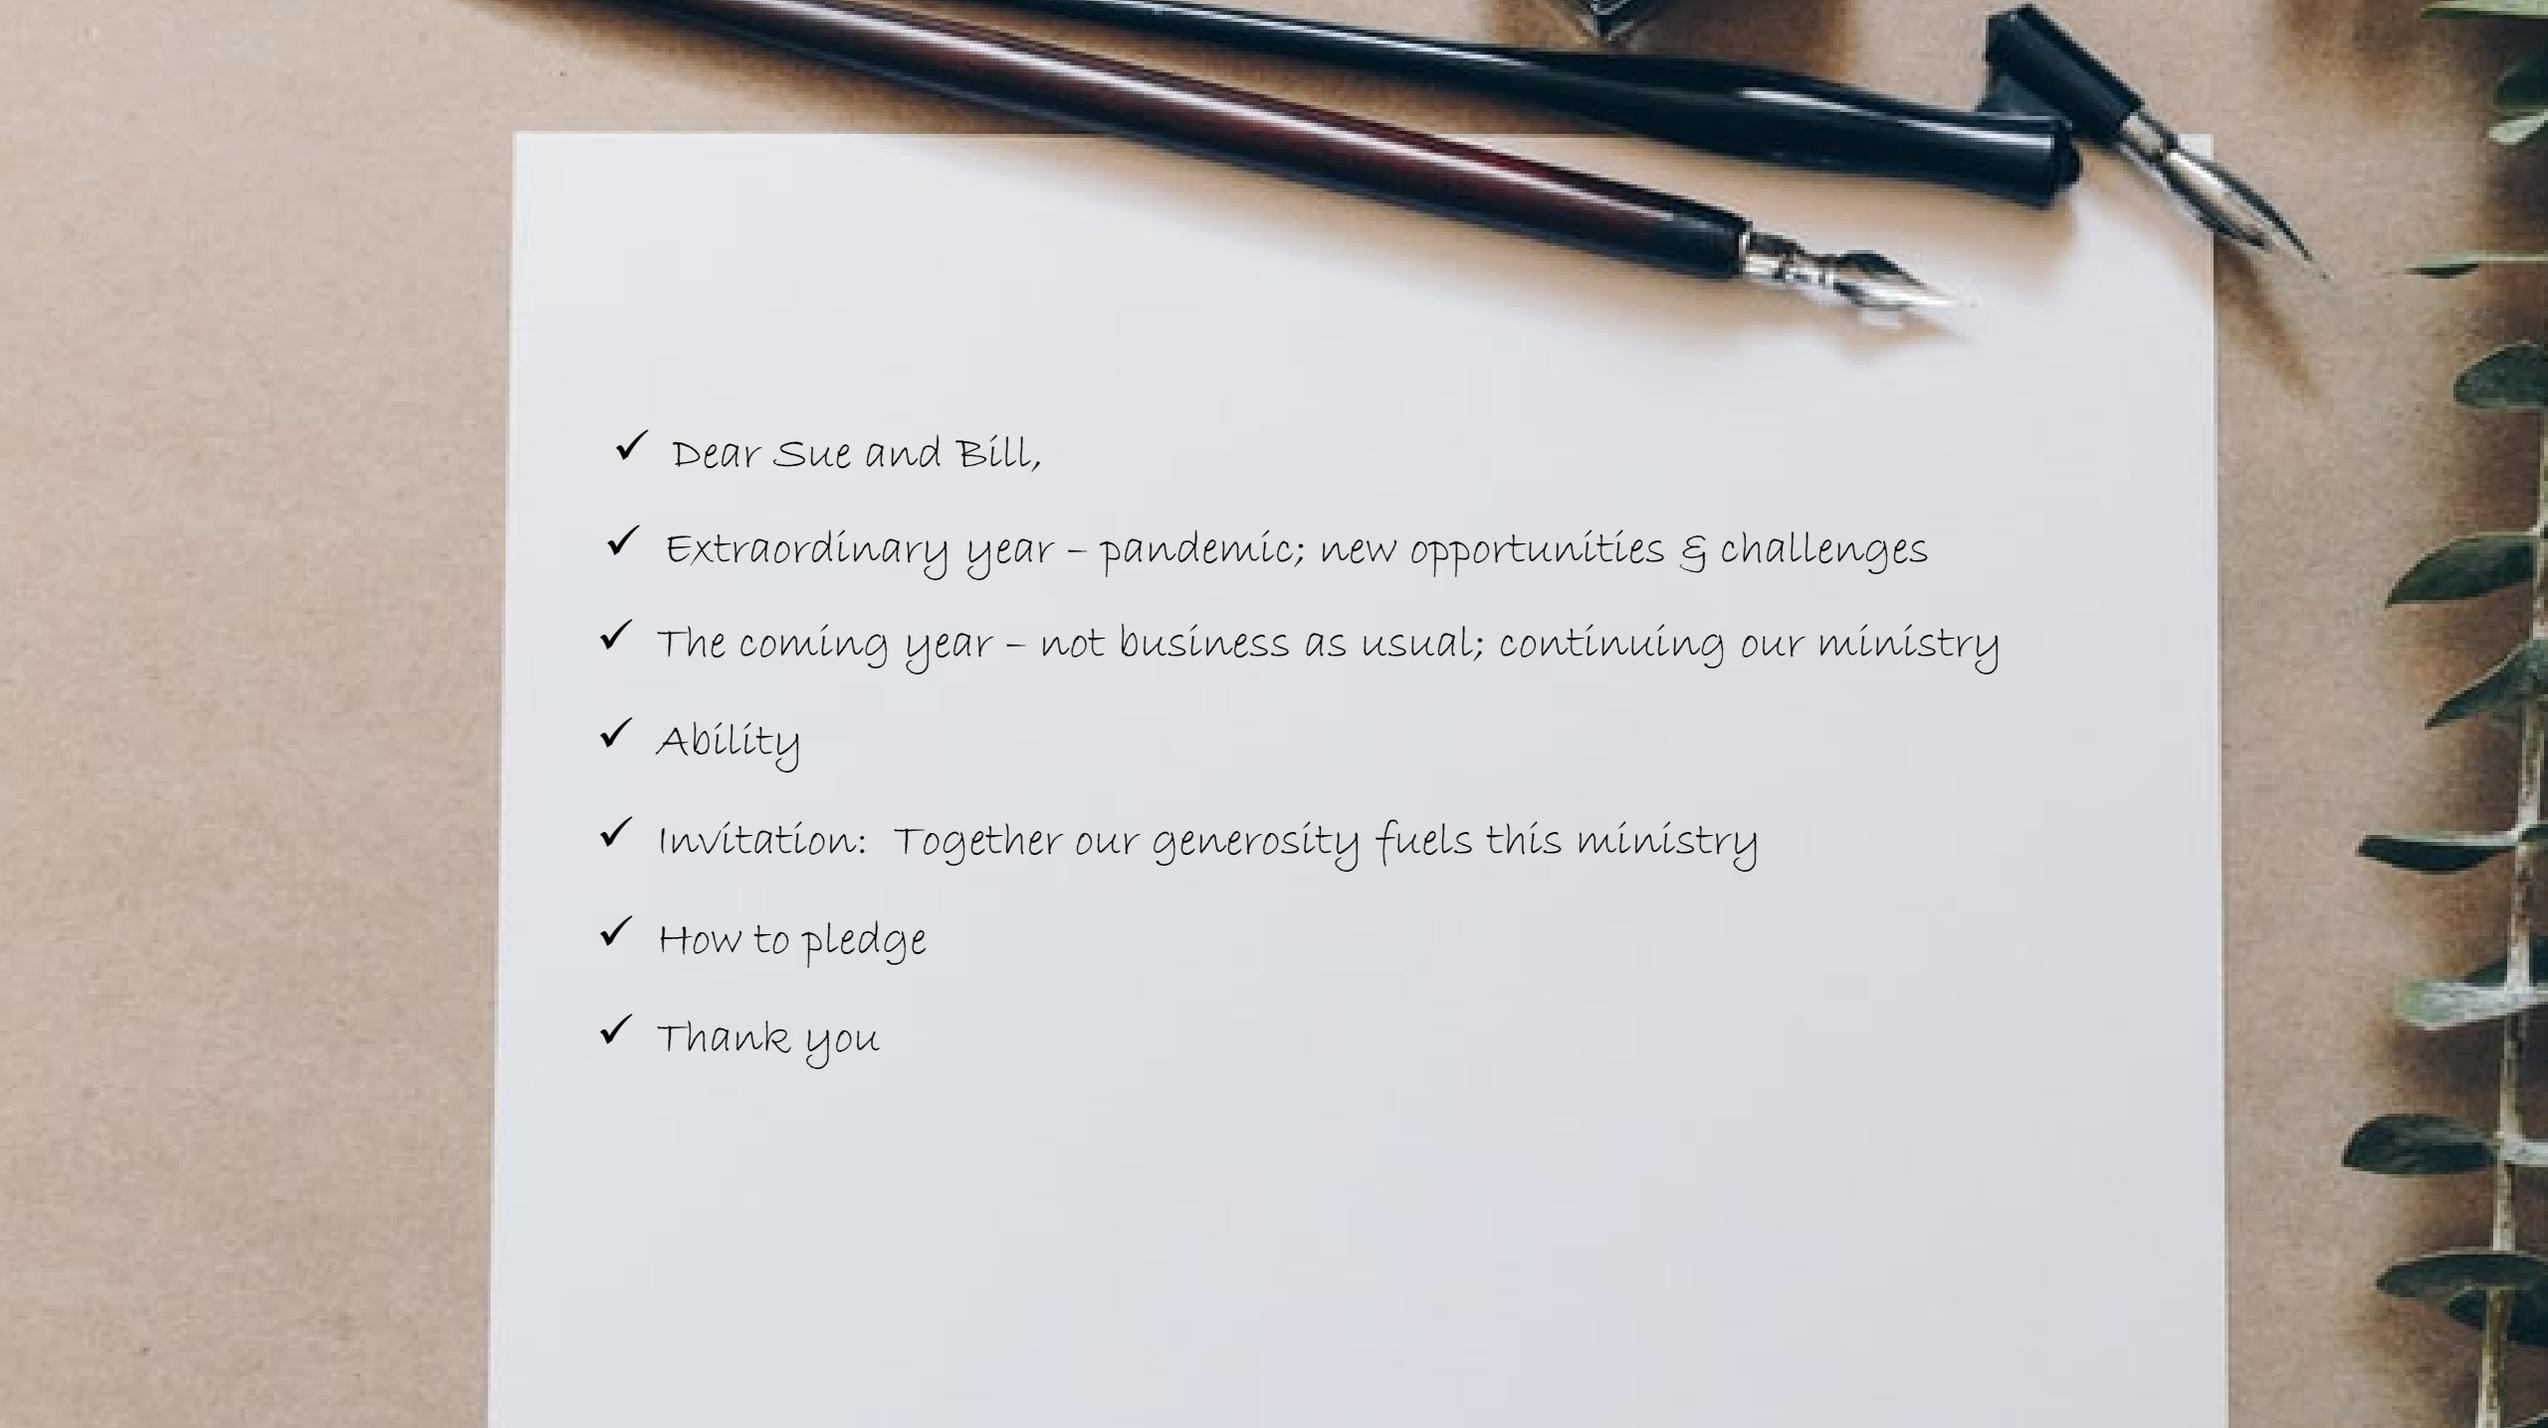 ✓ Dear Sue and Bill,
✓ Extraordinary year – pandemic; new opportunities & challenges
✓ The coming year – not business as usual; continuing our ministry
✓ Ability
✓ Invitation:  Together our generosity fuels this ministry
✓ How to pledge
✓ Thank you